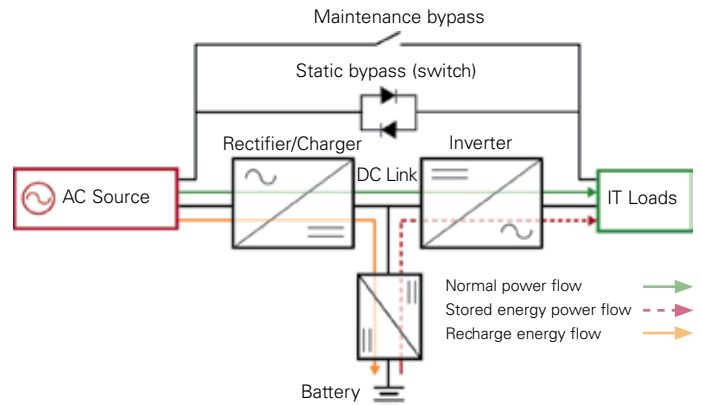 Maintenance bypass
Static bypass (switch)
Rectifier/Charger
Inverter
DC Link
AC Source
IT Loads
Normal power flow
Stored energy power flow
Recharge energy flow
Battery